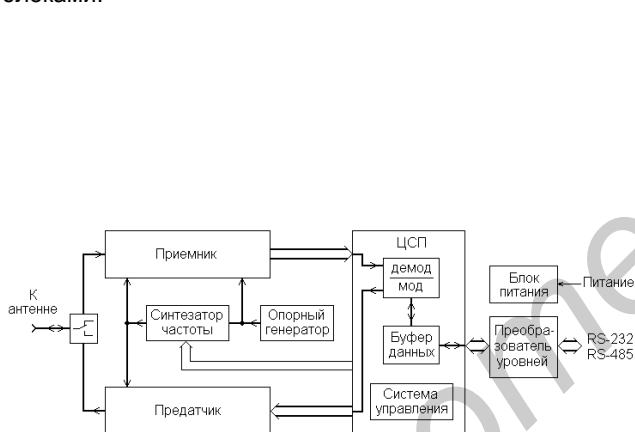 блоками.
ЦСП
Приемник
демод
мод
Блок
питания
Питание
К
антенне
Синтезатор
частоты
Опорный
генератор
Буфер
данных
Преобра-
зователь
уровней
RS-232
RS-485
Система
управления
Предатчик